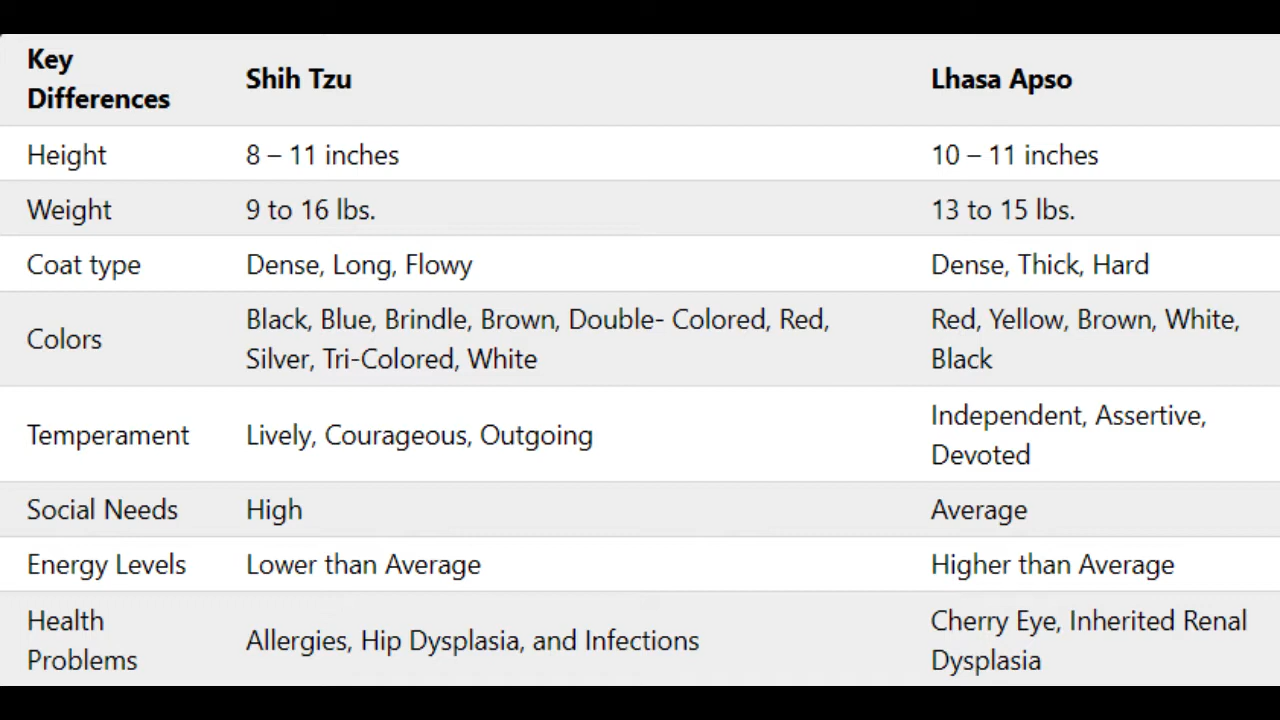 Key
Differences
Shih Tzu
Lhasa Apso
Height
8 – 11 inches
10 – 11 inches
Weight
9 to 16 lbs.
13 to 15 lbs.
Coat type
Dense, Long, Flowy
Dense, Thick, Hard
Colors
Black, Blue, Brindle, Brown, Double- Colored, Red,
Silver, Tri-Colored, White
Red, Yellow, Brown, White,
Black
Temperament
Lively, Courageous, Outgoing
Independent, Assertive,
Devoted
Social Needs
High
Average
Energy Levels
Lower than Average
Higher than Average
Health
Problems
Allergies, Hip Dysplasia, and Infections
Cherry Eye, Inherited Renal
Dysplasia